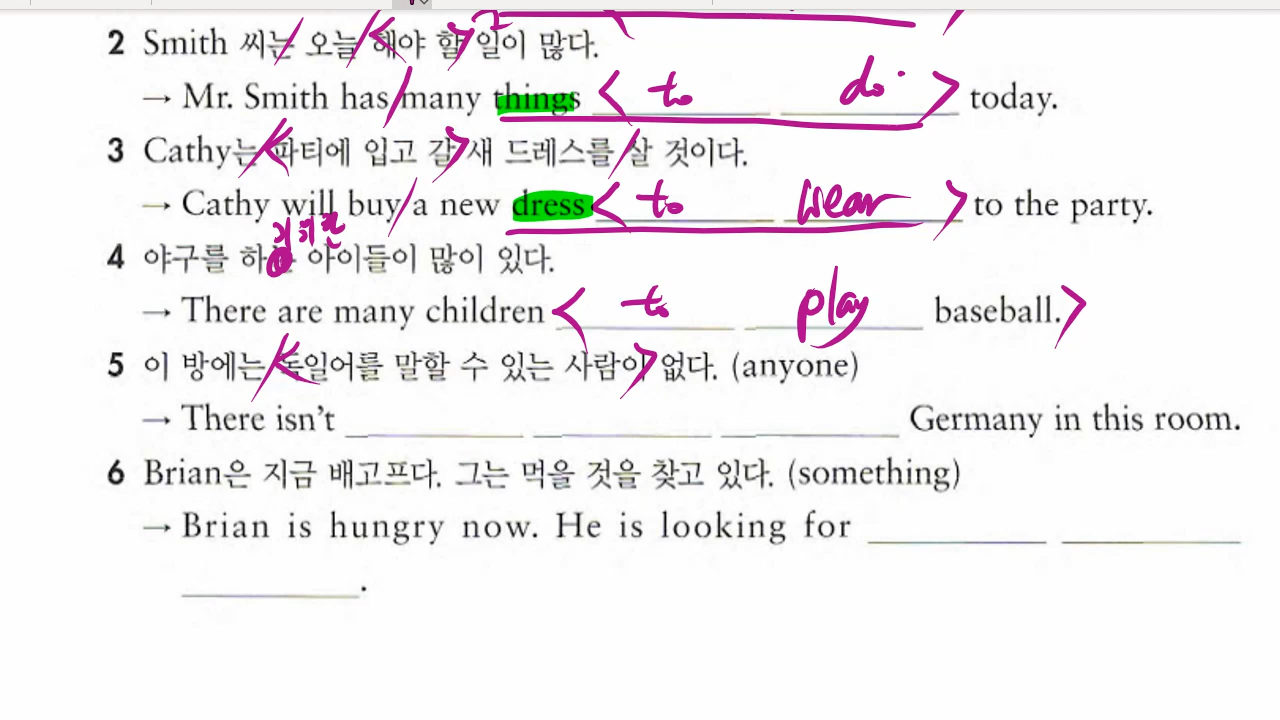 2 Smith 씨는 오늘 해야 할 일이 많다.
→ Mr. Smith has many things to do today.
3 Cathy는 파티에 입고 갈 새 드레스를 살 것이다.
→ Cathy will buy a new dress to wear to the party.
4 야구를 하는 아이들이 많이 있다.
→ There are many children to play baseball.
5 이 방에는 독일어를 말할 수 있는 사람이 없다. (anyone)
→ There isn't Germany in this room.
6 Brian은 지금 배고프다. 그는 먹을 것을 찾고 있다. (something)
→ Brian is hungry now. He is looking for
.